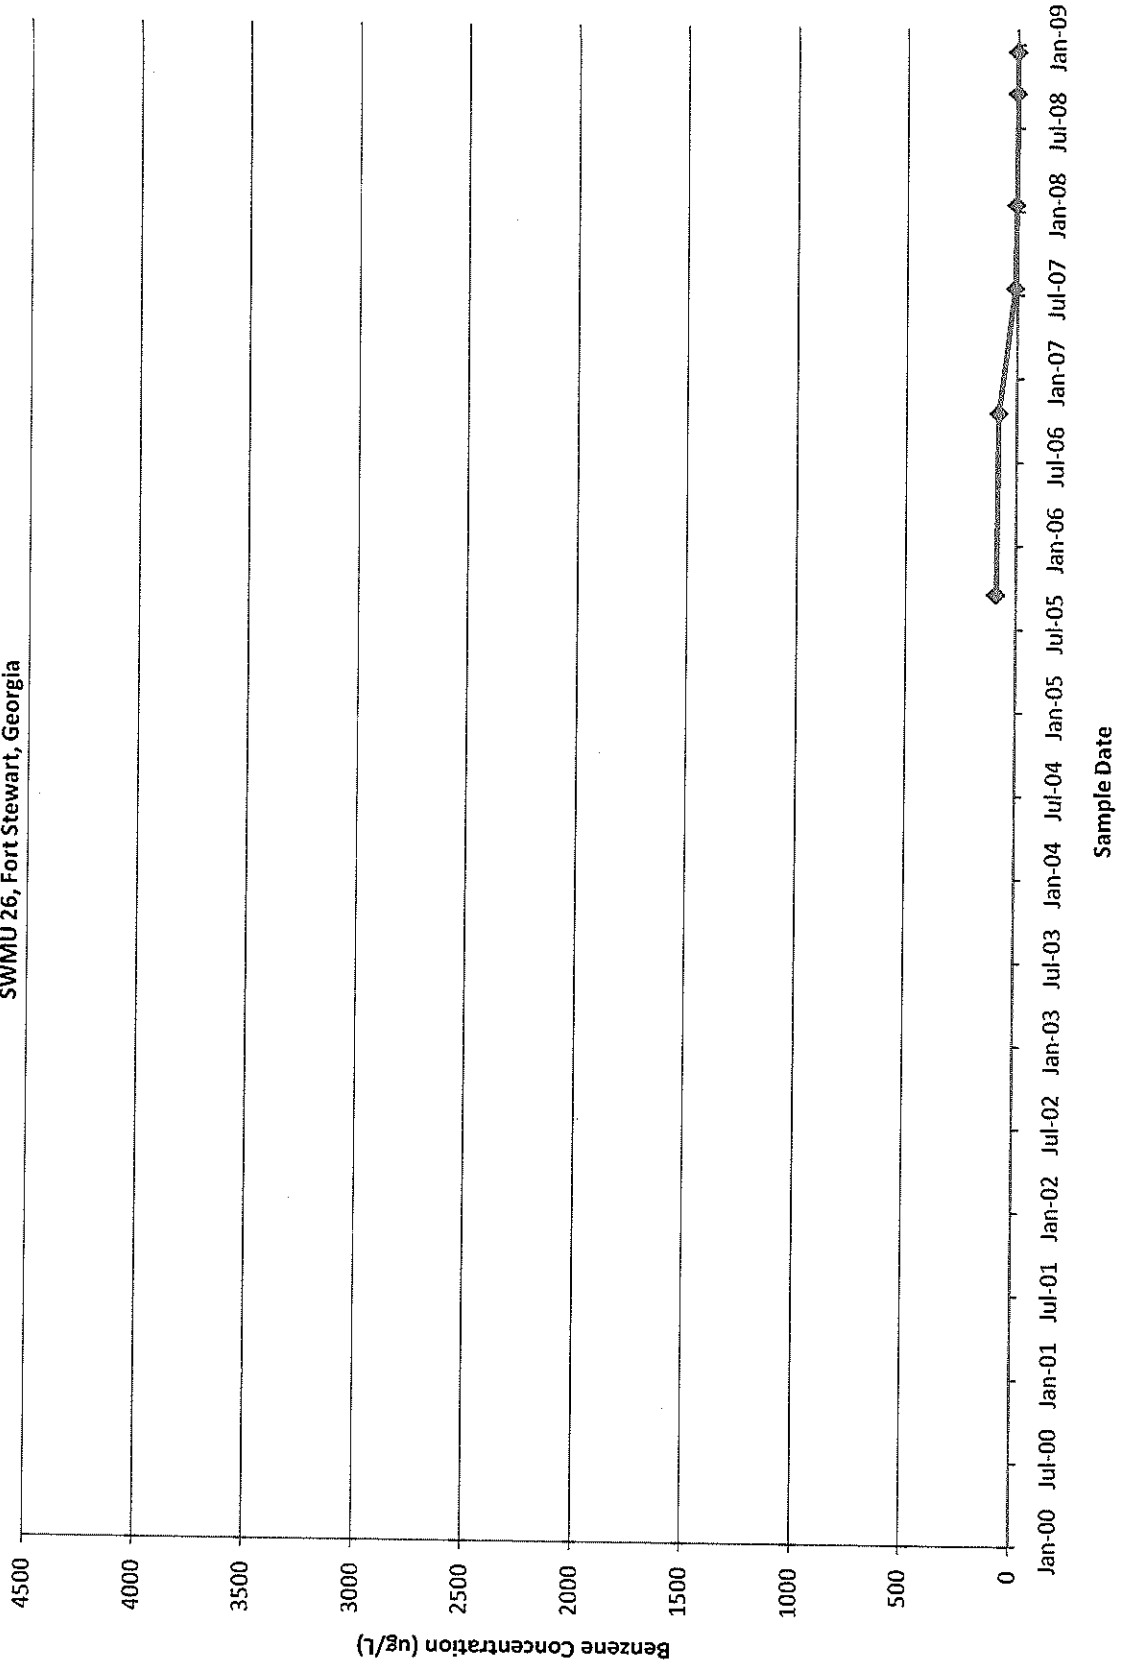 SWMU 26, Fort Stewart, Georgia
4500
4000
3500
3000
2500
2000
1500
1000
500
0
Benzene Concentration (ug/L)
Jan-00 Jul-00 Jan-01 Jul-01 Jan-02 Jul-02 Jan-03 Jul-03 Jan-04 Jul-04 Jan-05 Jul-05 Jan-06 Jul-06 Jan-07 Jul-07 Jan-08 Jul-08 Jan-09
Sample Date